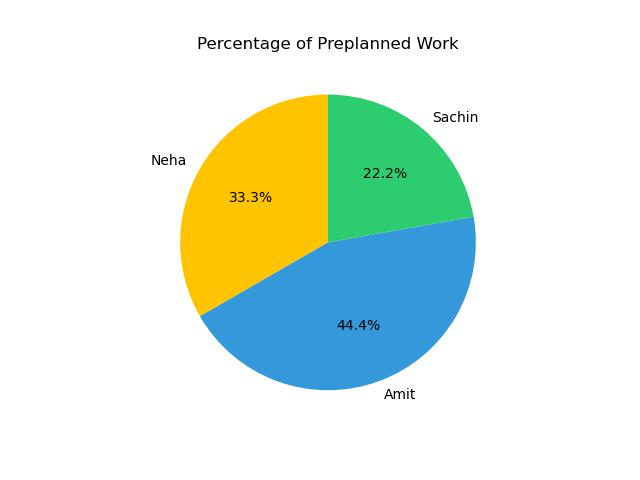 Percentage of Preplanned Work
Sachin
Neha
22.2%
33.3%
44.4%
Amit